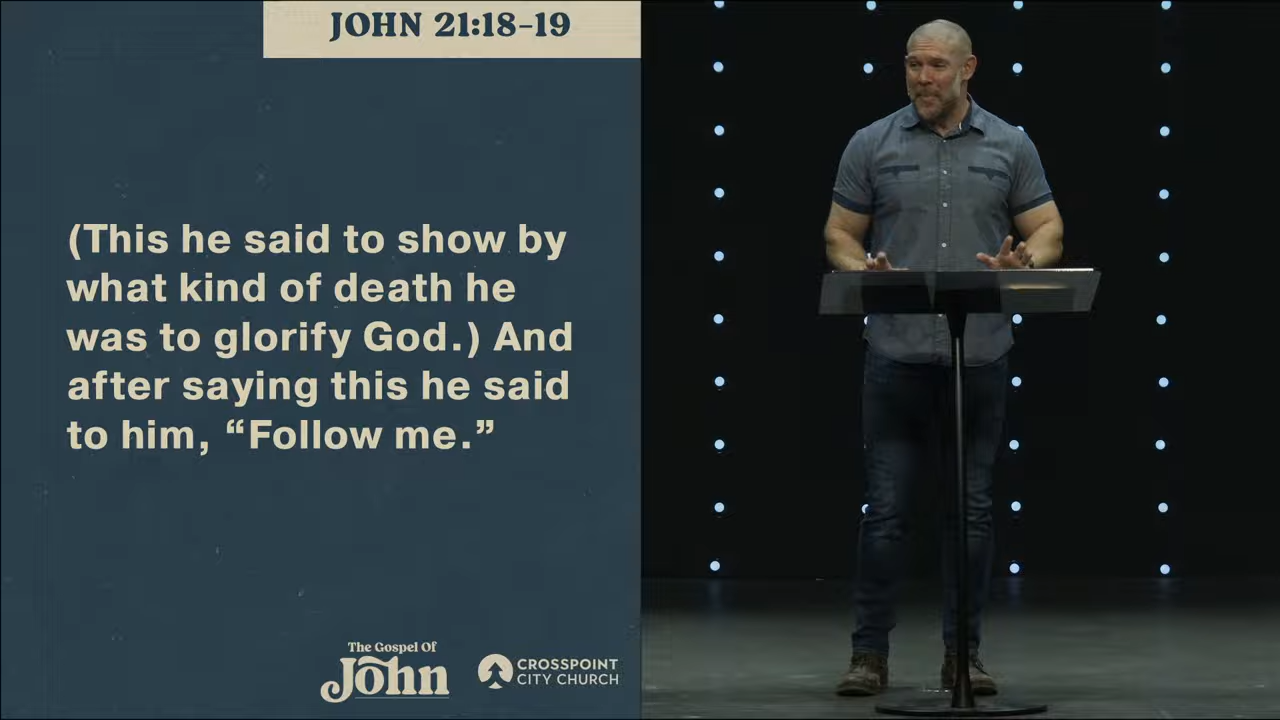 JOHN 21:18-19
(This he said to show by
what kind of death he
was to glorify God.) And
after saying this he said
to him, “Follow me.”
The Gospel Of
John
CROSSPOINT
CITY CHURCH